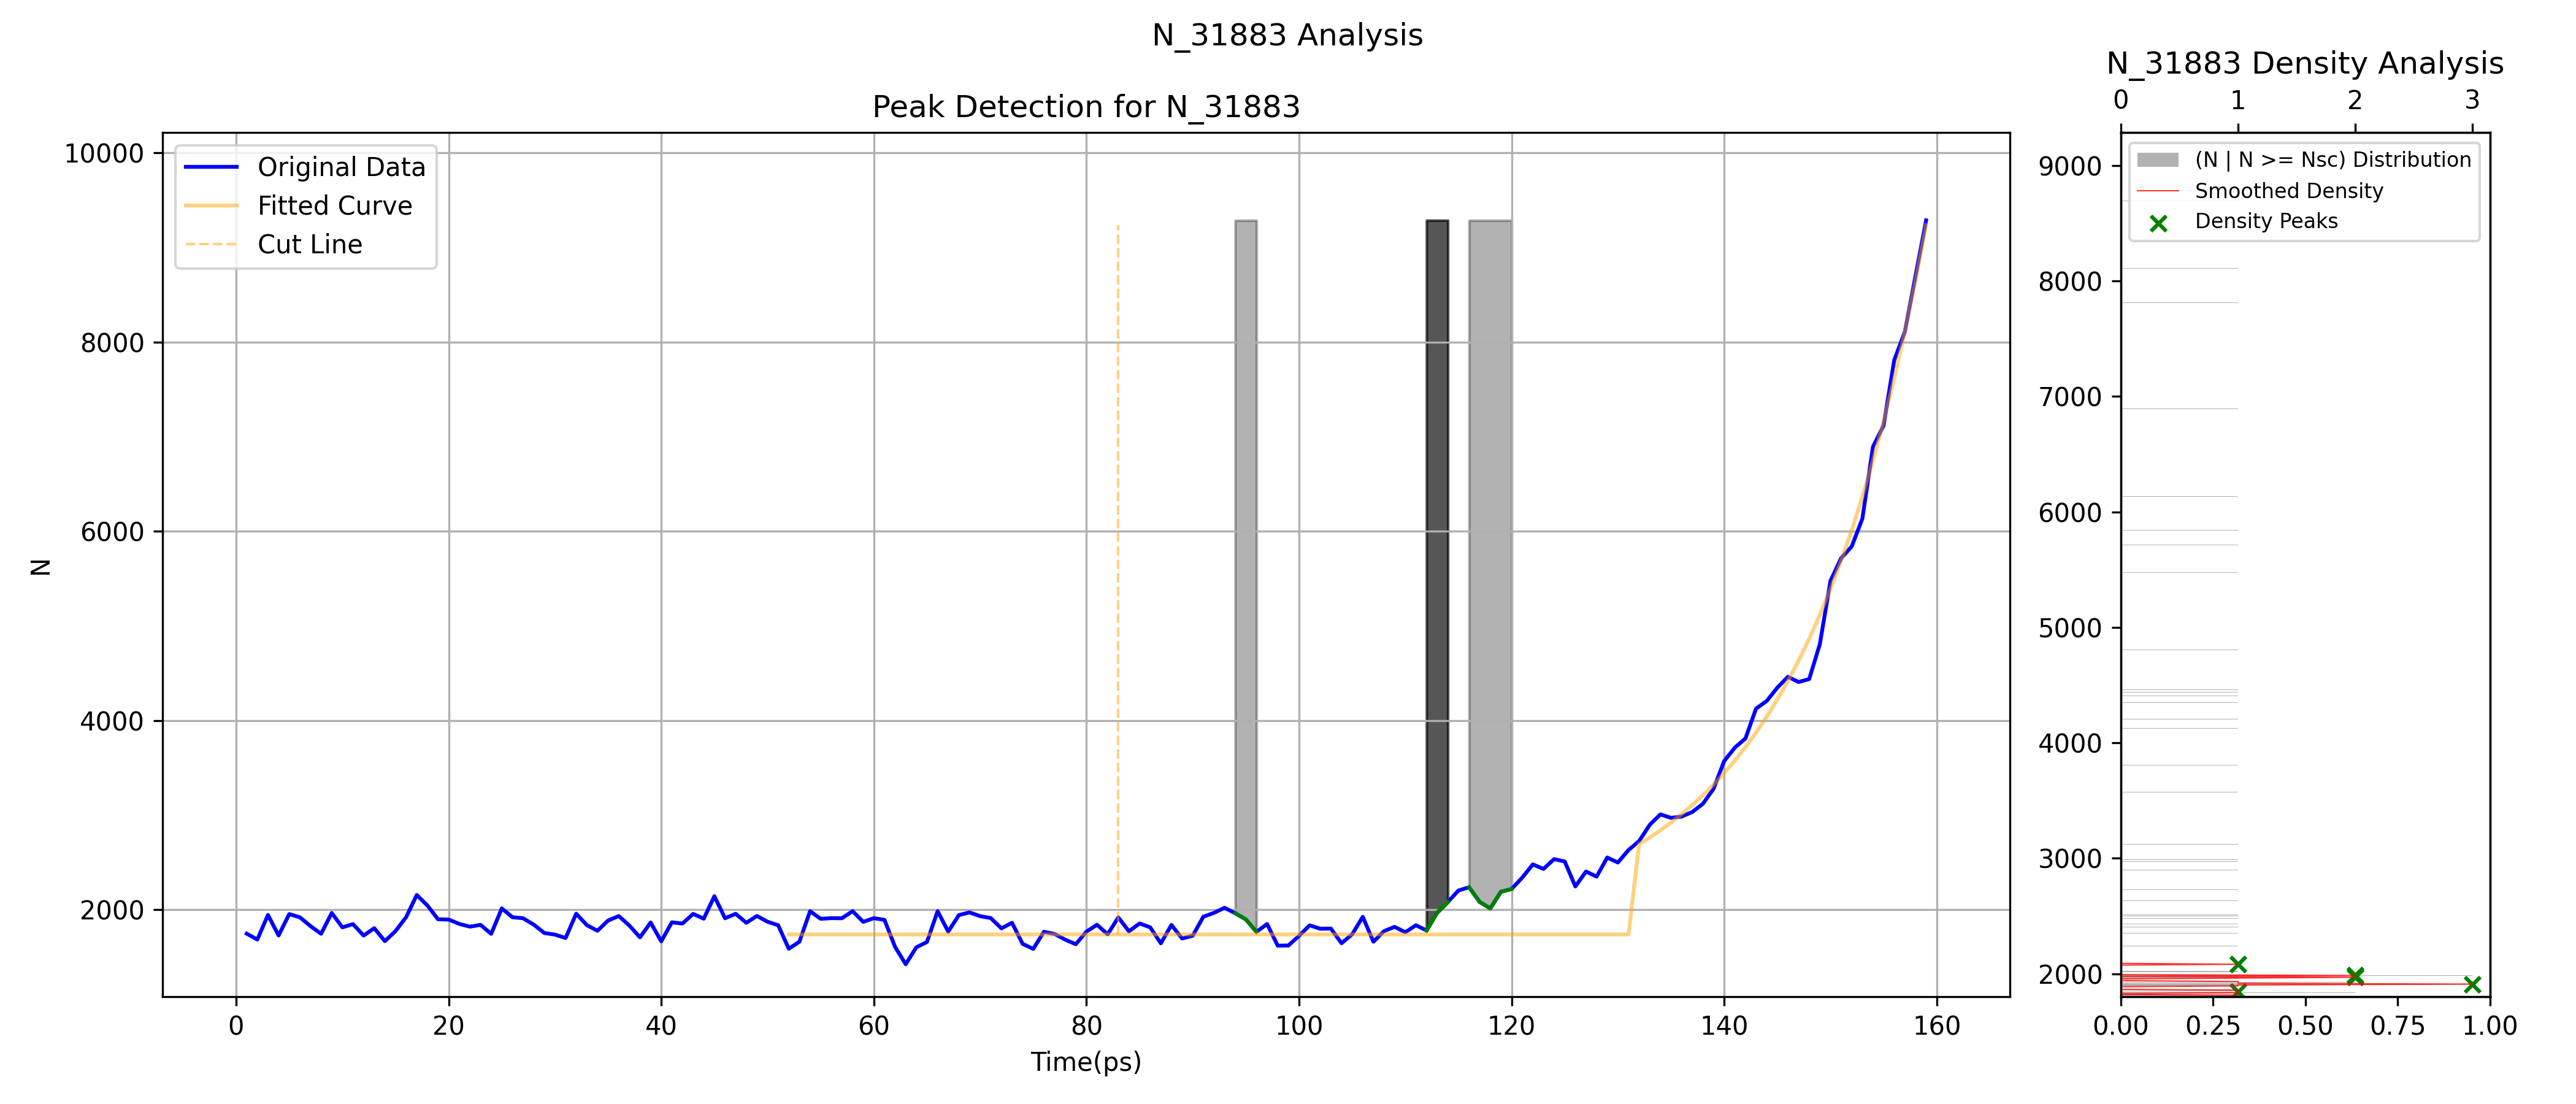 N_31883 Analysis
Peak Detection for N_31883
10000
8000
6000
4000
2000
N
Original Data
Fitted Curve
Cut Line
0 20 40 60 80 100 120 140 160
Time(ps)
N_31883 Density Analysis
0 1 2 3
9000
8000
7000
6000
5000
4000
3000
2000
(N | N >= Nsc) Distribution
Smoothed Density
Density Peaks
0.00 0.25 0.50 0.75 1.00